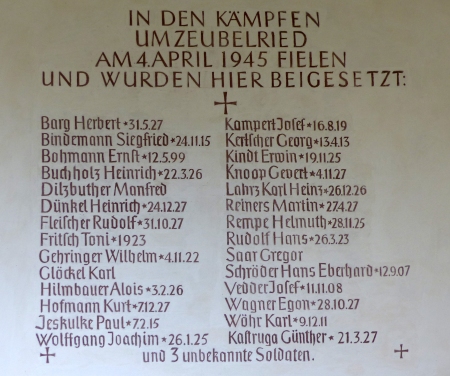 IN DEN KÄMPFEN
UM ZEUBELRIED
AM 4. APRIL 1945 FIELEN
UND WURDEN HIER BEIGESETZT:
Barg Herbert *31.5.27
Bindemann Siegfried *24.11.15
Bohmann Ernst *12.5.99
Buchholz Heinrich *22.3.26
Ditzbuther Manfred
Dünkel Heinrich *24.12.27
Fleischer Rudolf *31.10.27
Fritsch Toni *1923
Gehringer Wilhelm *4.11.22
Glöckel Karl
Hilmbauer Alois *3.2.26
Hofmann Kurt *7.12.27
Jeskulke Paul *7.2.15
Wolffgang Joachim *26.1.25
Kampert Josef *16.8.19
Kertscher Georg *13.4.13
Kindt Erwin *19.11.25
Knoop Gevert *4.11.27
Lahrz Karl Heinz *26.12.26
Reiners Martin *27.4.27
Rempe Helmuth *28.11.25
Rudolf Hans *26.3.23
Saar Gregor
Schröder Hans Eberhard *12.9.07
Vedder Josef *11.11.08
Wagner Egon *28.10.27
Wöhr Karl *9.12.11
Kastruga Günther *21.3.27
und 3 unbekannte Soldaten.